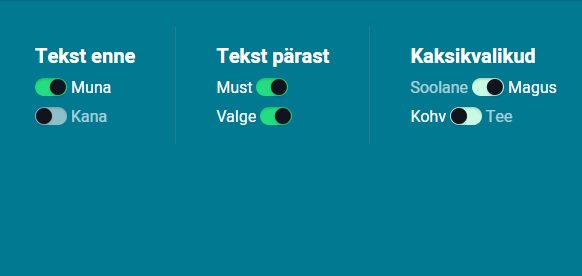 Tekst enne
Muna
Kana
Tekst pärast
Must
Valge
Kaksikvalikud
Soolane Magus
Kohv Tee